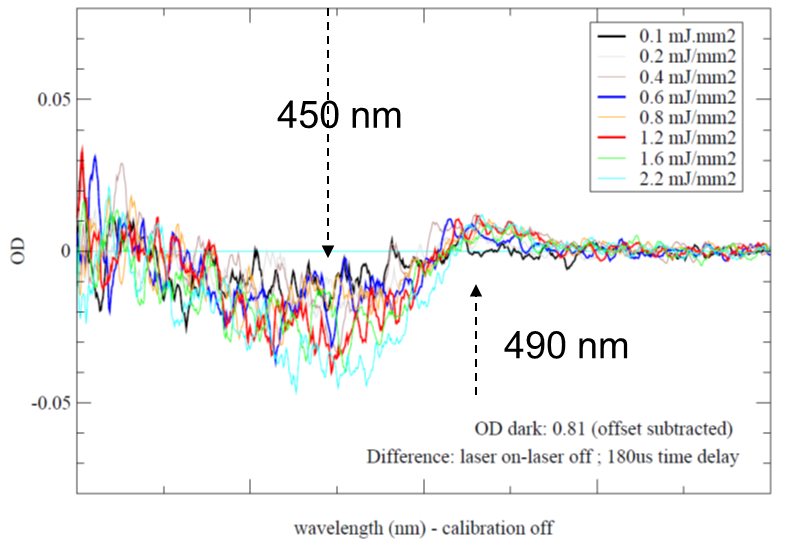 0.1 mJ.mm2
0.2 mJ/mm2
0.4 mJ/mm2
0.6 mJ/mm2
0.8 mJ/mm2
1.2 mJ/mm2
1.6 mJ/mm2
2.2 mJ/mm2
450 nm
0.05
0
-0.05
OD
490 nm
OD dark: 0.81 (offset subtracted)
Difference: laser on-laser off ; 180us time delay
wavelength (nm) - calibration off